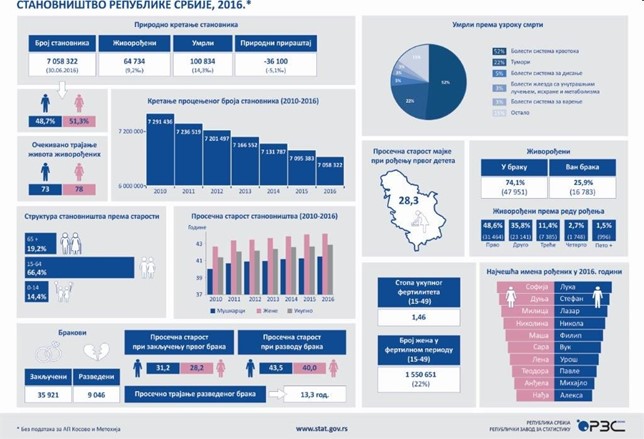 СТАНОВНИШТВО РЕПУБЛИКЕ СРБИЈЕ, 2016.*
Природно кретање становника
Број становника
7 058 322
(30.06.2016)
Живорођени
64 734
(9,2‰)
Умрли
100 834
(14,3‰)
Природни прираштај
-36 100
(-5,1‰)
48,7%
51,3%
Очекивано трајање
живота живорођених
73
78
Кретање процењеног броја становника (2010-2016)
7 200 000
6 000 000
7 291 436
7 236 519
7 201 497
7 166 552
7 131 787
7 095 383
7 058 322
2010
2011
2012
2013
2014
2015
2016
Структура становништва према старости
65 +
19,2%
15-64
66,4%
0-14
14,4%
Просечна старост становништва (2010-2016)
Године
43
41
39
37
2010
2011
2012
2013
2014
2015
2016
Мушкарци
Жене
Укупно
Бракови
Закључени
35 921
Разведени
9 046
Просечна старост
при закључењу првог брака
31,2
28,2
Просечна старост
при разводу брака
43,5
40,0
Просечно трајање разведеног брака
13,3 год.
Умрли према узроку смрти
52%
22%
52% Болести система крвотока
22% Тумори
5% Болести система за дисање
Болести жлезда са унутрашњим
лучењем, исхране и метаболизма
Болести система за варење
Остало
Просечна старост мајке
при рођењу првог детета
28,3
Живорођени
У браку
74,1%
(47 951)
Ван брака
25,9%
(16 783)
Живорођени према реду рођења
48,6%
(31 464)
Прво
35,8%
(23 141)
Друго
11,4%
(7 385)
Треће
2,7%
(1 748)
Четврто
1,5%
(996)
Пето +
Стопа укупног
фертилитета
(15-49)
1,46
Број жена у
фертилном периоду
(15-49)
1 550 651
(22%)
Најчешћа имена рођених у 2016. години
Софија Лука
Дуња Стефан
Милица Лазар
Николина Никола
Маша Филип
Сара Вук
Лена Урош
Теодора Павле
Анђела Михајло
Нађа Алекса
* Без података за АП Косово и Метохија
www.stat.gov.rs
РЕПУБЛИКА СРБИЈА
РЕПУБЛИЧКИ ЗАВОД ЗА СТАТИСТИКУ
РЗС